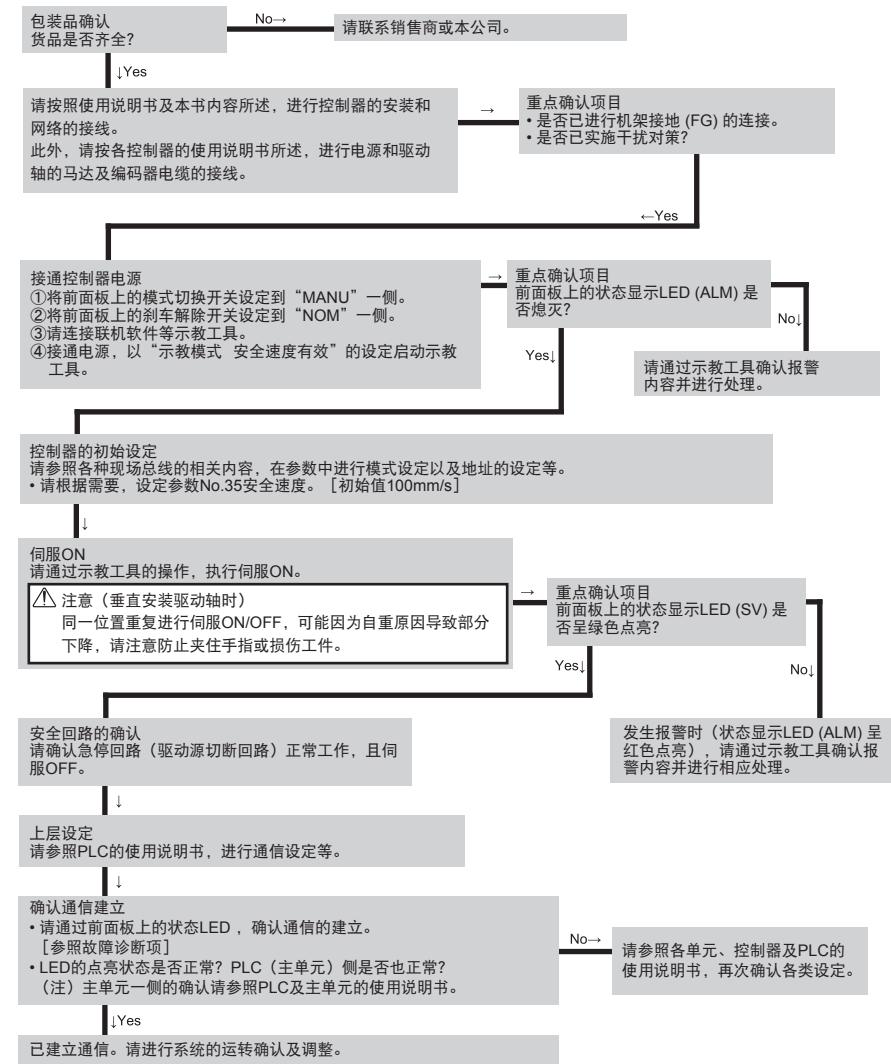 包装品确认
货品是否齐全?
No→
请联系销售商或本公司。
↓Yes
请按照使用说明书及本书内容所述，进行控制器的安装和
网络的接线。
此外，请按各控制器的使用说明书所述，进行电源和驱动
轴的马达及编码器电缆的接线。
→
重点确认项目
• 是否已进行机架接地 (FG) 的连接。
• 是否已实施干扰对策?
←Yes
接通控制器电源
①将前面板上的模式切换开关设定到“MANU”一侧。
②将前面板上的刹车解除开关设定到“NOM”一侧。
③请连接联机软件等示教工具。
④接通电源，以“示教模式 安全速度有效”的设定启动示教
工具。
→
重点确认项目
前面板上的状态显示LED (ALM) 是
否熄灭?
No↓
请通过示教工具确认报警
内容并进行处理。
Yes↓
控制器的初始设定
请参照各种现场总线的相关内容，在参数中进行模式设定以及地址的设定等。
• 请根据需要，设定参数No.35安全速度。［初始值100mm/s］
↓
伺服ON
请通过示教工具的操作，执行伺服ON。
注意（垂直安装驱动轴时）
同一位置重复进行伺服ON/OFF，可能因为自重原因导致部分
下降，请注意防止夹住手指或损伤工件。
→
重点确认项目
前面板上的状态显示LED (SV) 是
否呈绿色点亮?
No↓
发生报警时（状态显示LED (ALM) 呈
红色点亮），请通过示教工具确认报
警内容并进行相应处理。
Yes↓
安全回路的确认
请确认急停回路（驱动源切断回路）正常工作，且伺
服OFF。
↓
上层设定
请参照PLC的使用说明书，进行通信设定等。
↓
确认通信建立
• 请通过前面板上的状态LED ，确认通信的建立。
［参照故障诊断项］
• LED的点亮状态是否正常? PLC（主单元）侧是否也正常?
（注）主单元一侧的确认请参照PLC及主单元的使用说明书。
No→
请参照各单元、控制器及PLC的
使用说明书，再次确认各类设定。
↓Yes
已建立通信。请进行系统的运转确认及调整。